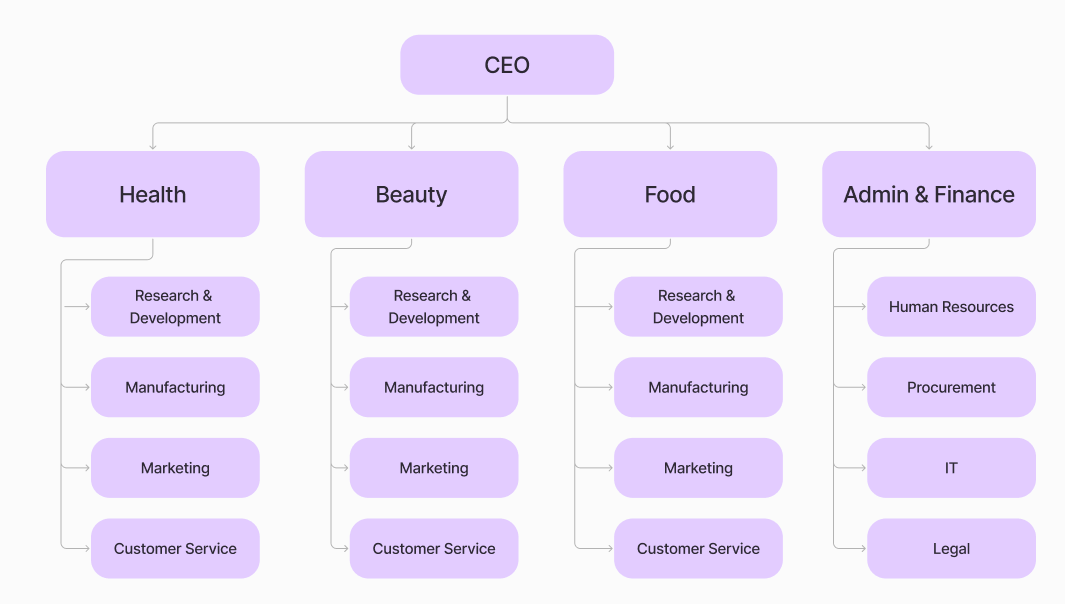 CEO
Health
Beauty
Food
Admin & Finance
Research &
Development
Manufacturing
Marketing
Customer Service
Research &
Development
Manufacturing
Marketing
Customer Service
Research &
Development
Manufacturing
Marketing
Customer Service
Human Resources
Procurement
IT
Legal